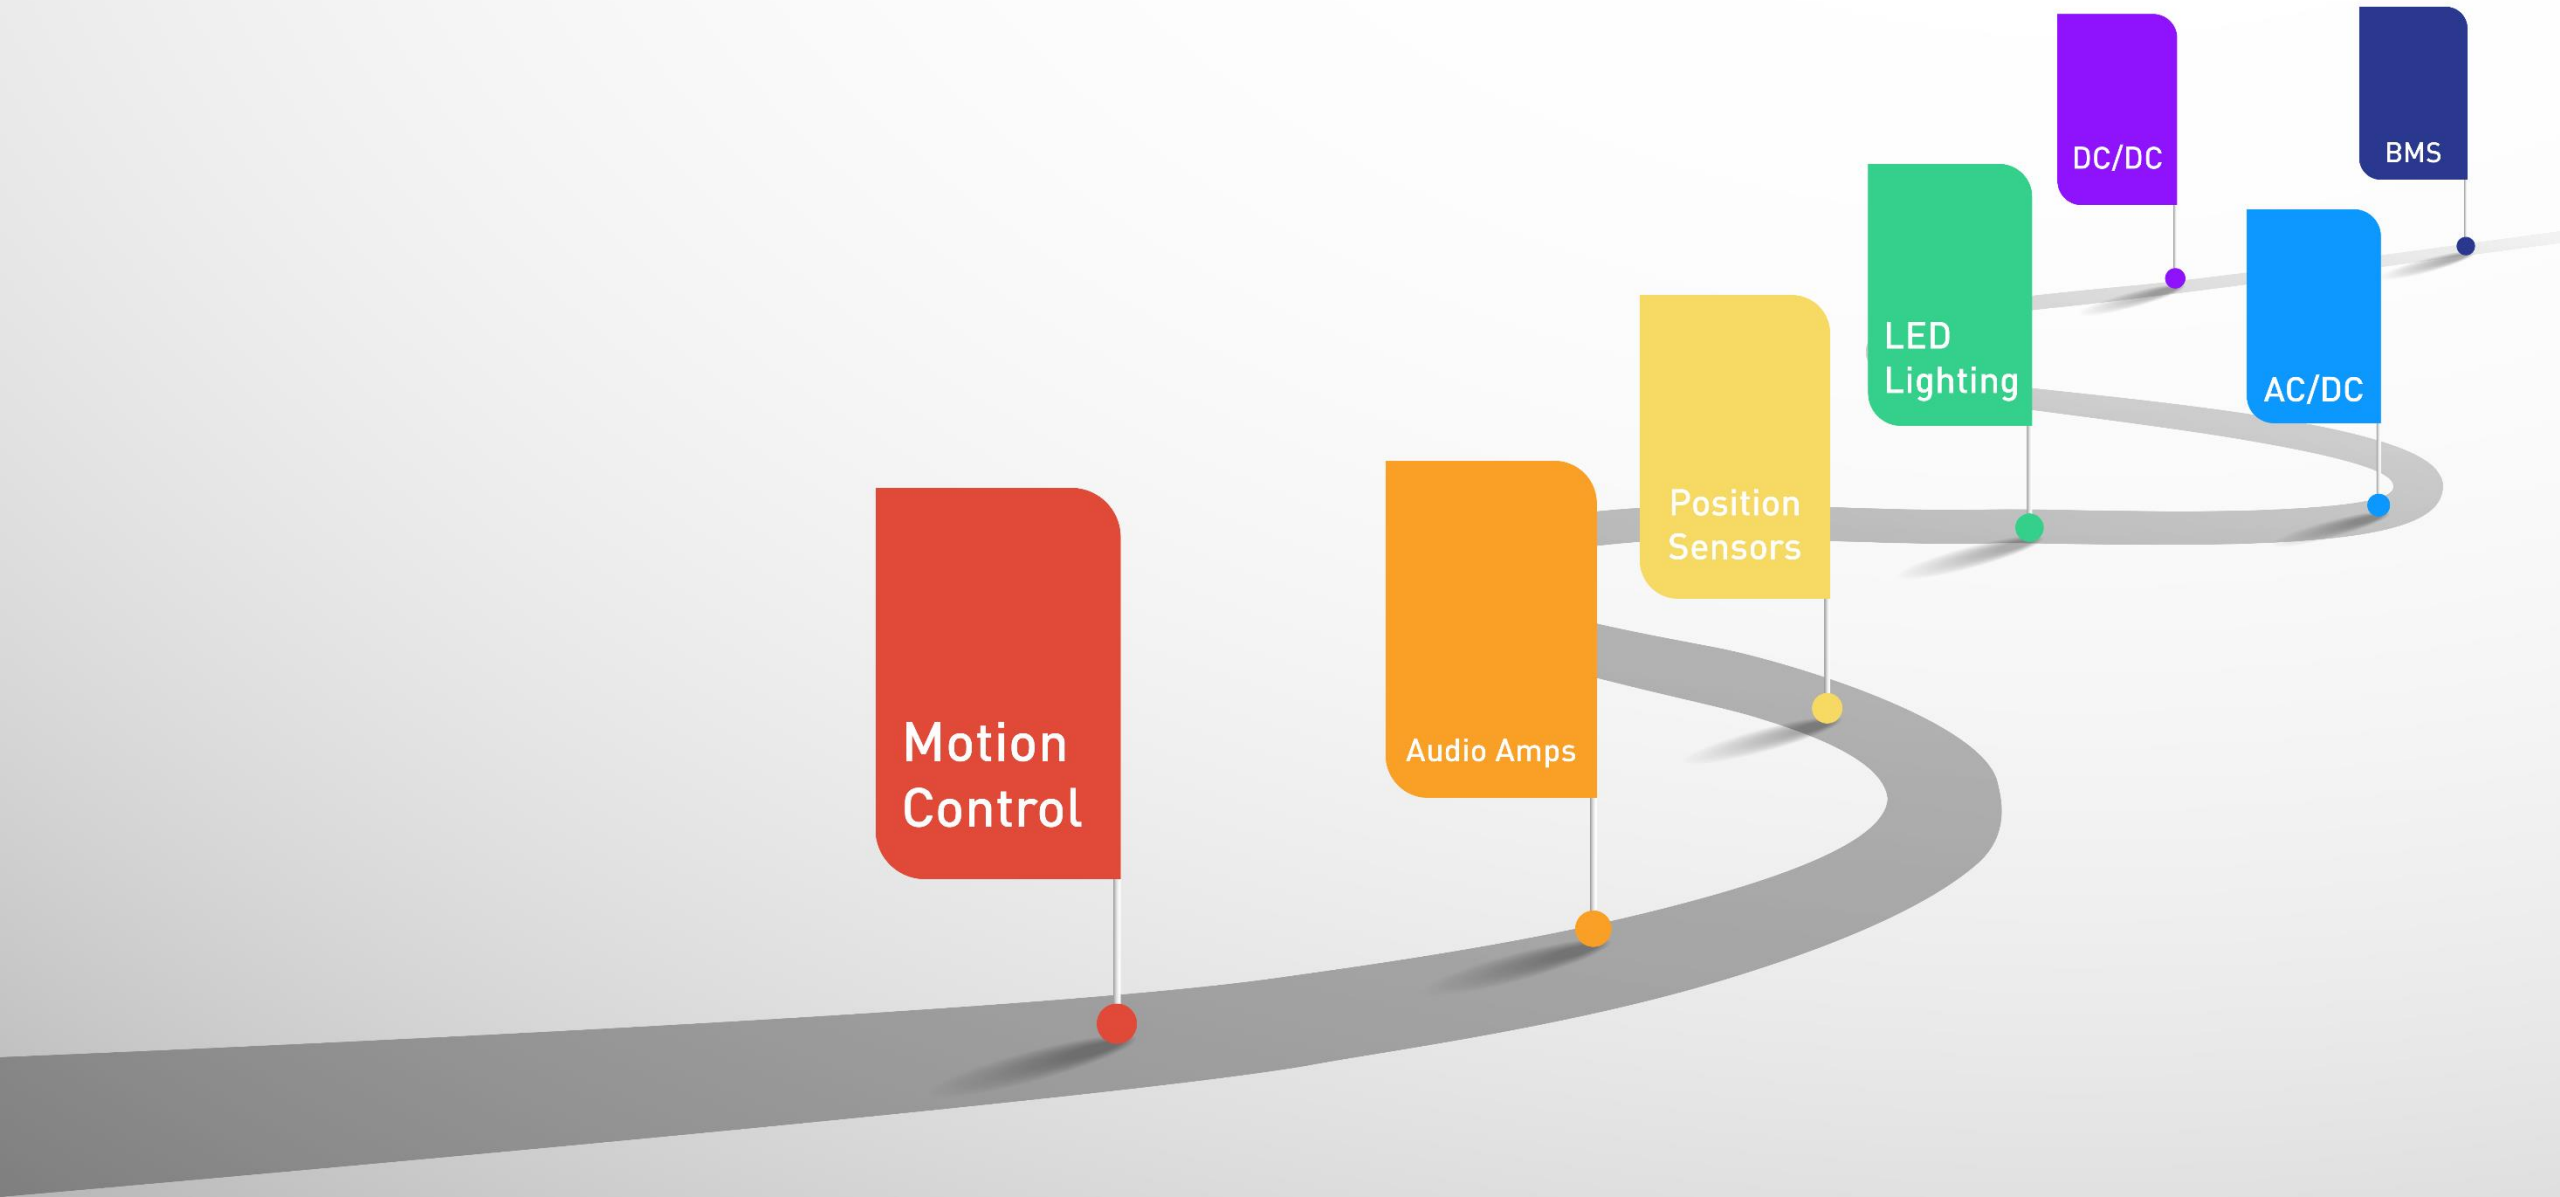 Motion
Control
Audio Amps
Position
Sensors
LED
Lighting
AC/DC
DC/DC
BMS